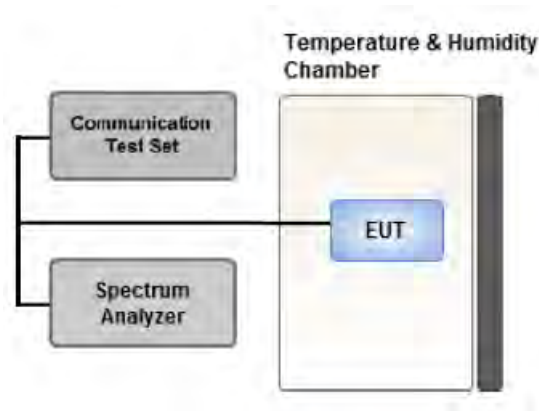 Temperature & Humidity
Chamber
Communication
Test Set
EUT
Spectrum
Analyzer